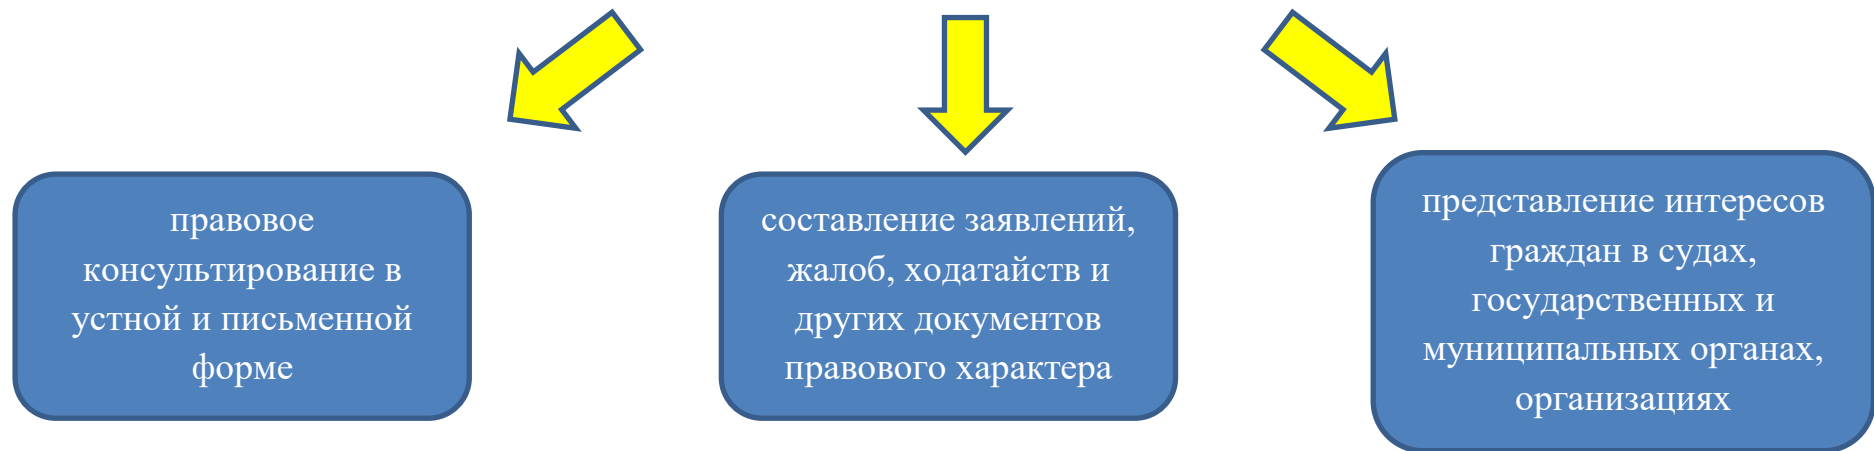 правовое
консультирование в
устной и письменной
форме
составление заявлений,
жалоб, ходатайств и
других документов
правового характера
представление интересов
граждан в судах,
государственных и
муниципальных органах,
организациях